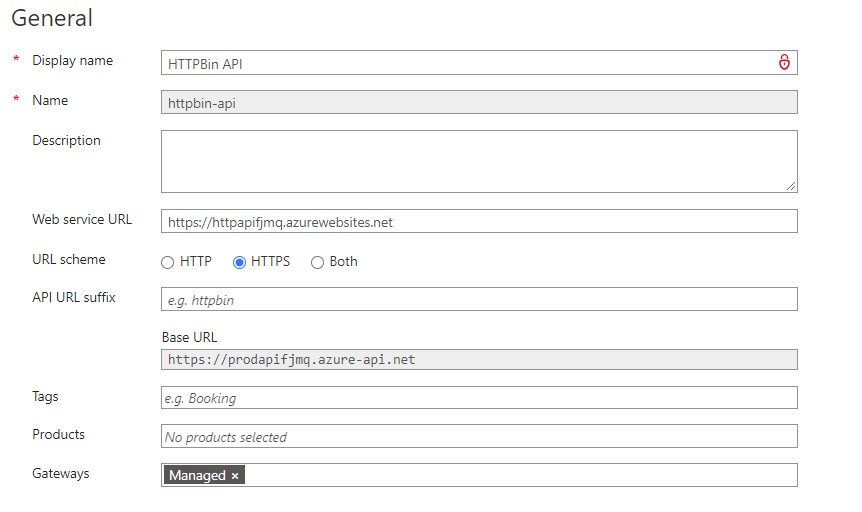 General
* Display name
HTTPBin API
* Name
httpbin-api
Description
Web service URL
https://httpapifjmq.azurewebsites.net
URL scheme
HTTP HTTPS Both
API URL suffix
e.g. httpbin
Base URL
https://prodapifjmq.azure-api.net
Tags
e.g. Booking
Products
No products selected
Gateways
Managed ×